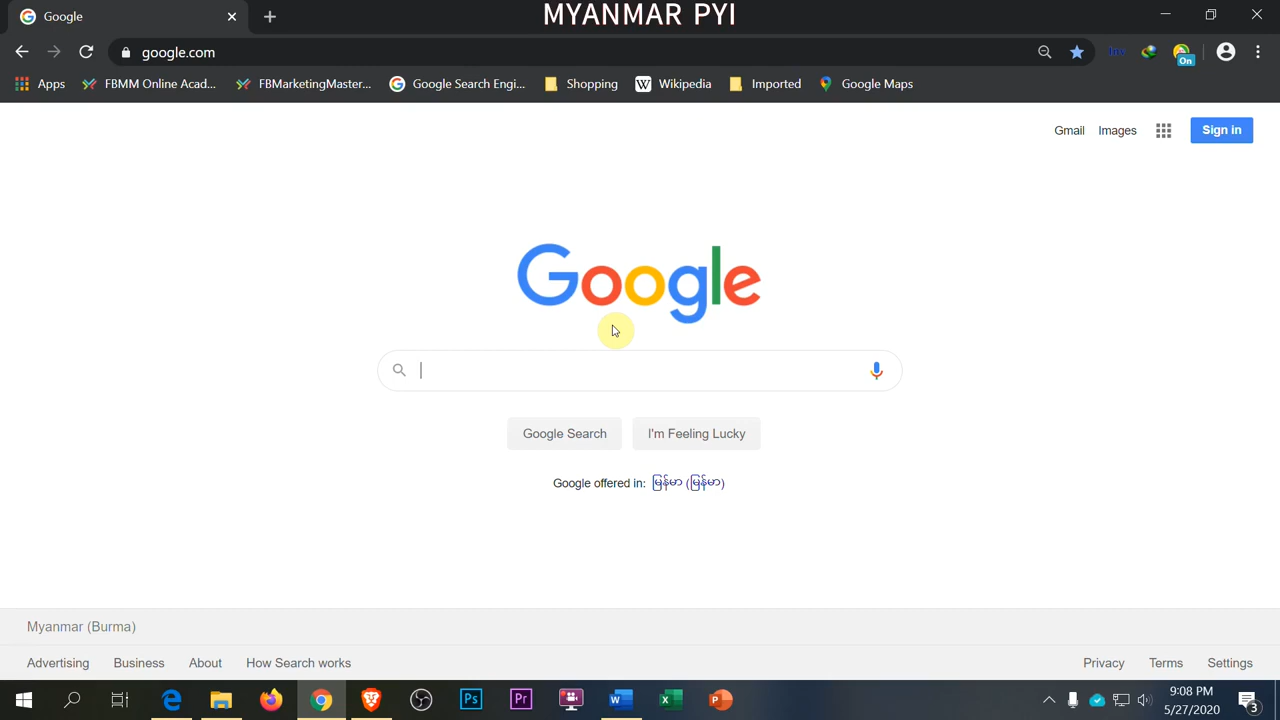 Google
MYANMAR PYI
google.com
On
Apps
FBMM Online Acad...
FBMarketingMaster...
Google Search Engi...
Shopping
W
Wikipedia
Imported
Google Maps
Gmail
Images
Sign in
Google
Google Search
I'm Feeling Lucky
Google offered in: မြန်မာ (မြန်မာ)
Myanmar (Burma)
Advertising
Business
About
How Search works
Privacy
Terms
Settings
Ps
Pr
W
X
P
9:08 PM
5/27/2020
3